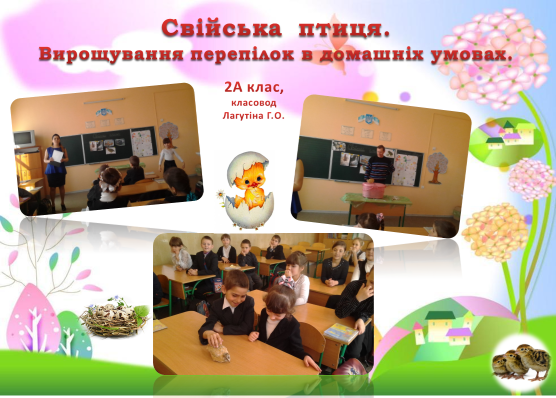 Свійська птиця.
Вирощування перепілок в домашніх умовах.
2А клас,
класовод
Лагутіна Г.О.